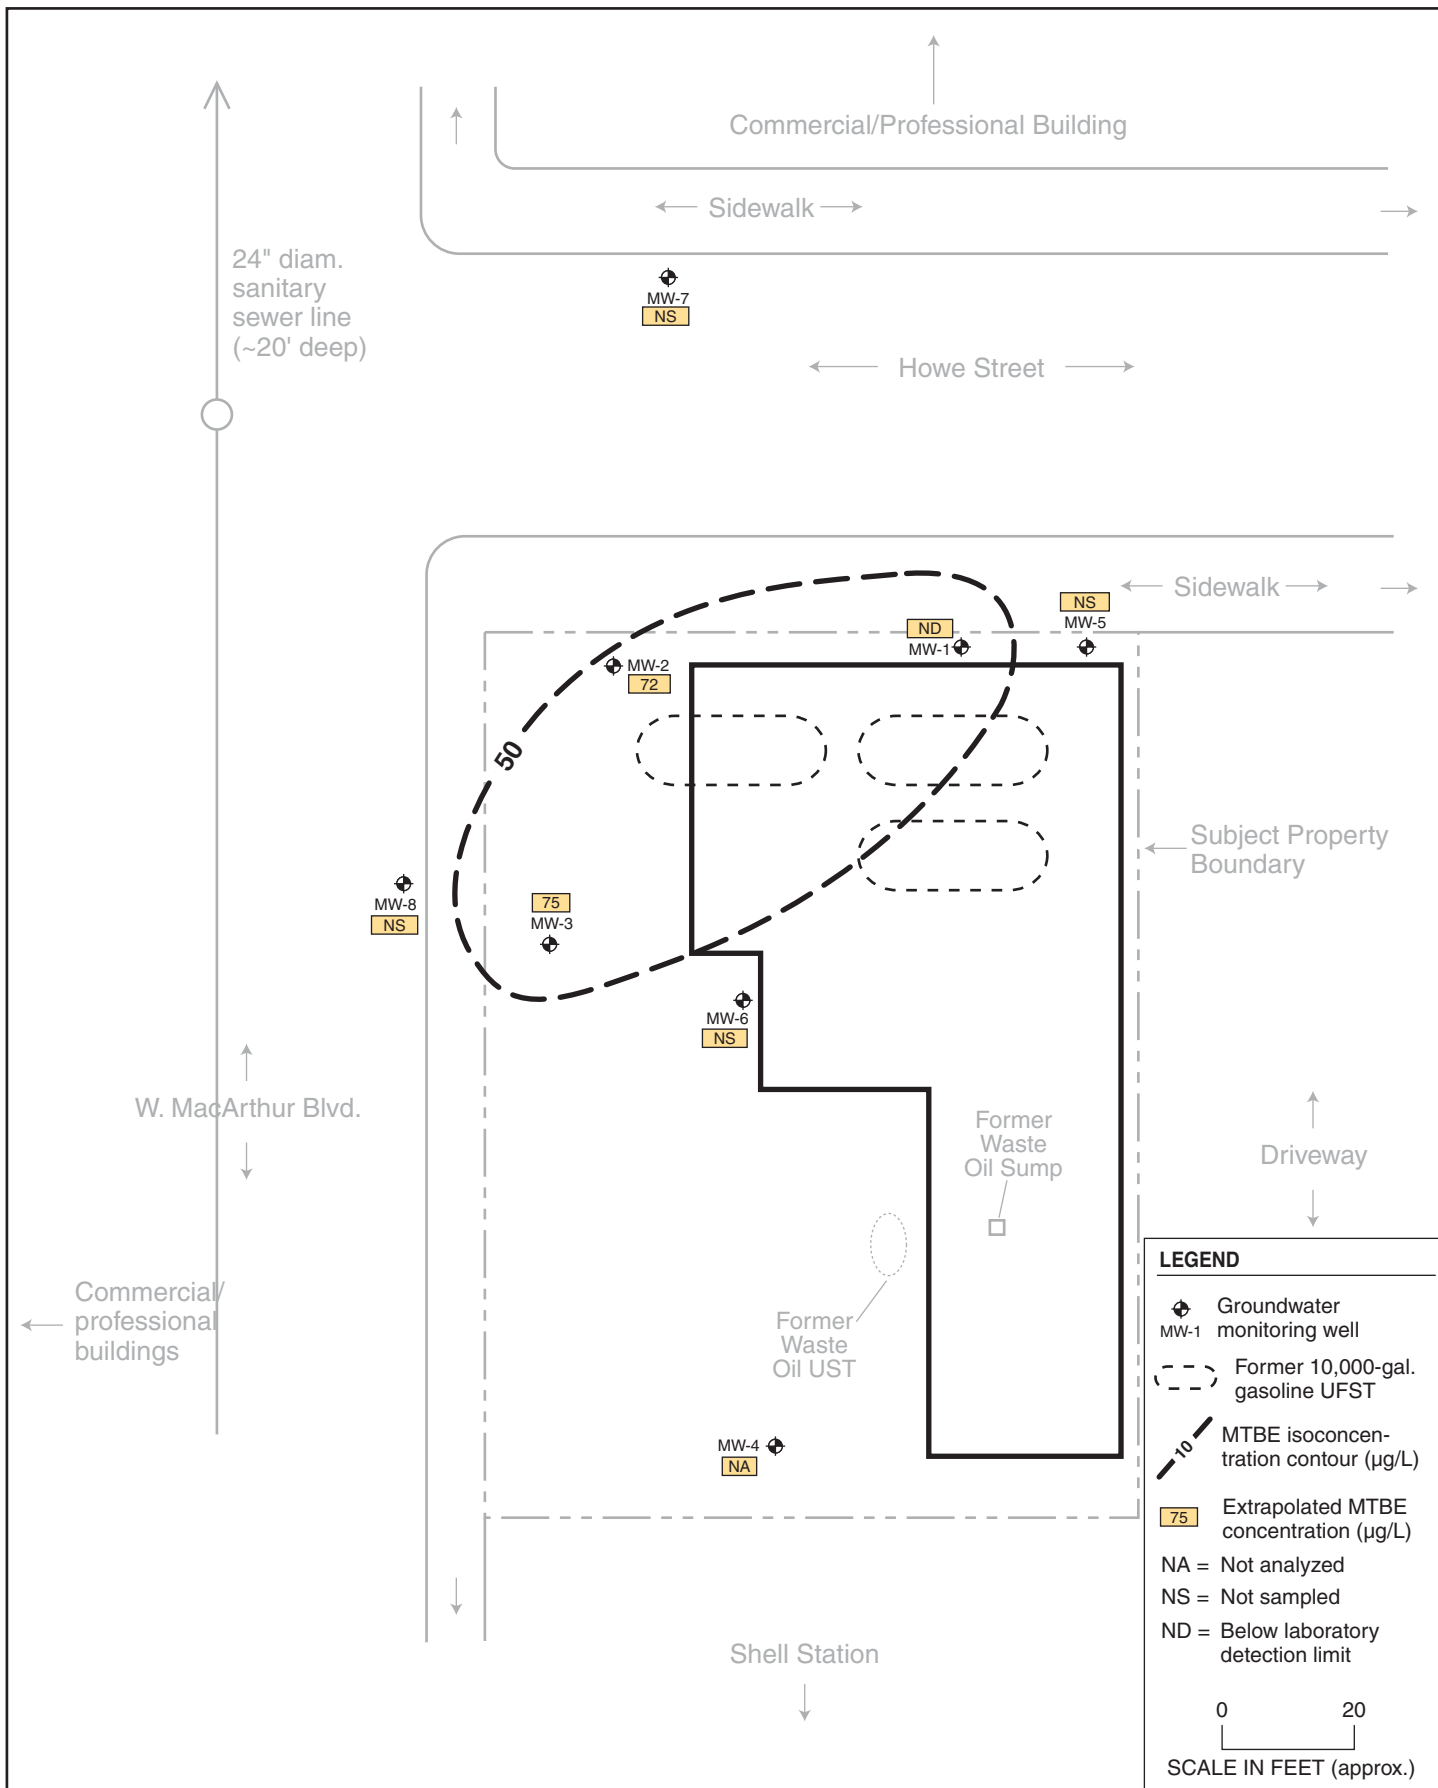 Commercial/Professional Building
Sidewalk
24" diam.
sanitary
sewer line
(~20' deep)
MW-7
NS
Howe Street
Sidewalk
NS
MW-5
ND
MW-1
MW-2
72
50
Subject Property
Boundary
MW-8
NS
75
MW-3
MW-6
NS
W. MacArthur Blvd.
Former
Waste
Oil Sump
Driveway
Commercial/
professional
buildings
Former
Waste
Oil UST
MW-4
NA
Shell Station
LEGEND
MW-1
Groundwater
monitoring well
Former 10,000-gal.
gasoline UFST
10
MTBE isoconcen-
tration contour (µg/L)
75
Extrapolated MTBE
concentration (µg/L)
NA = Not analyzed
NS = Not sampled
ND = Below laboratory
detection limit
0 20
SCALE IN FEET (approx.)